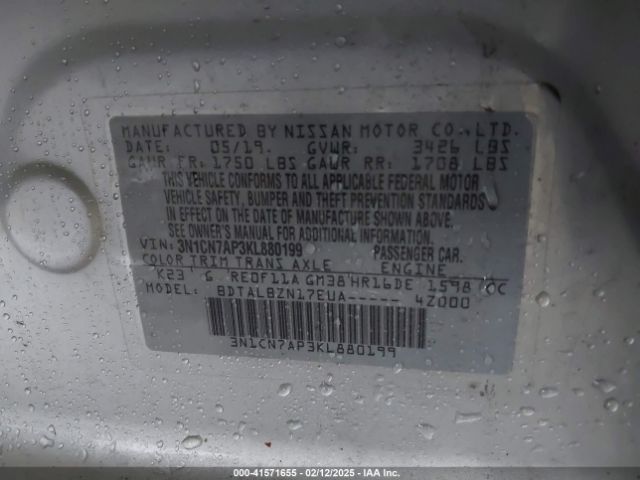 MANUFACTURED BY NISSAN MOTOR CO., LTD.
DATE: 05/19. GVWR: 3426 LBS
GAWR FR: 1750 LBS GAWR RR: 1708 LBS
THIS VEHICLE CONFORMS TO ALL APPLICABLE FEDERAL MOTOR
VEHICLE SAFETY, BUMPER AND THEFT PREVENTION STANDARDS
IN EFFECT ON THE DATE OF MANUFACTURE SHOWN ABOVE.
SEE OWNER'S MANUAL FOR ADDITIONAL INFORMATION.
VIN: 3N1CN7AP3KL880199 PASSENGER CAR.
COLOR TRIM TRANS AXLE ENGINE
K23 G RE0F11A GM38 HR16DE 1598 CC
MODEL: BDTALBZN17EUA----- 4Z000
3N1CN7AP3KL880199
000-41571655 - 02/12/2025 - IAA Inc.